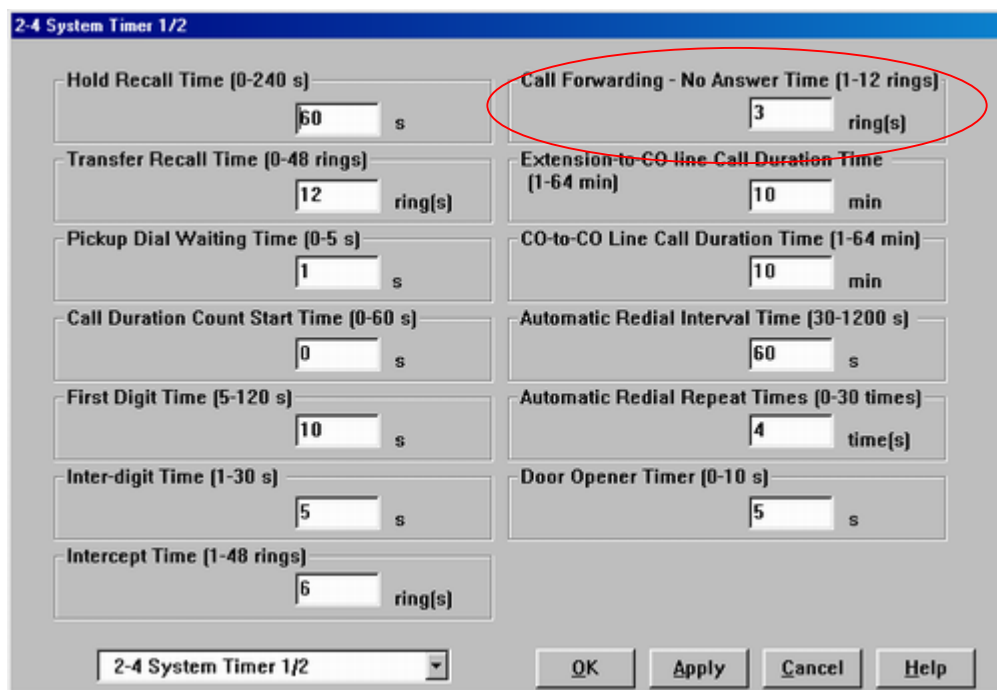 2-4 System Timer 1/2
Hold Recall Time (0-240 s)
60 s
Transfer Recall Time (0-48 rings)
12 ring(s)
Pickup Dial Waiting Time (0-5 s)
1 s
Call Duration Count Start Time (0-60 s)
0 s
First Digit Time (5-120 s)
10 s
Inter-digit Time (1-30 s)
5 s
Intercept Time (1-48 rings)
6 ring(s)
Call Forwarding - No Answer Time (1-12 rings)
3 ring(s)
Extension-to-CO line Call Duration Time
(1-64 min)
10 min
CO-to-CO Line Call Duration Time (1-64 min)
10 min
Automatic Redial Interval Time (30-1200 s)
60 s
Automatic Redial Repeat Times (0-30 times)
4 time(s)
Door Opener Timer (0-10 s)
5 s
2-4 System Timer 1/2
OK Apply Cancel Help